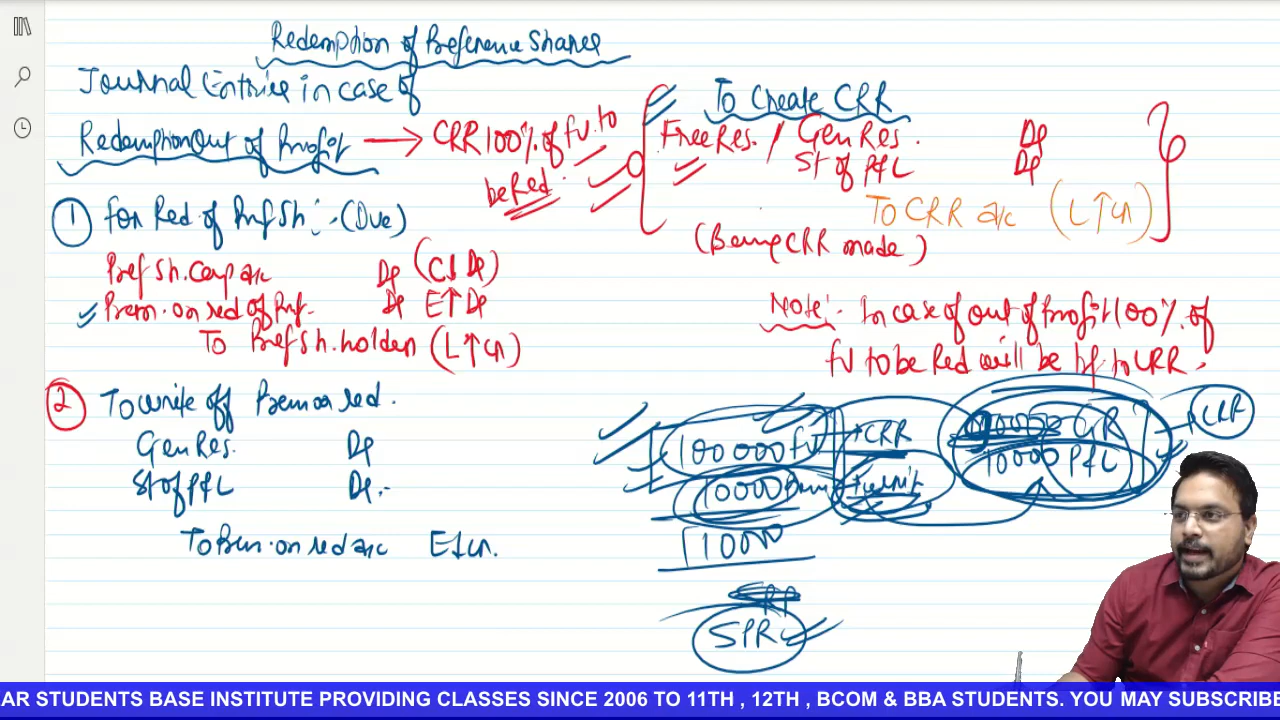 Redemption of Preference Shares
Journal Entries in case of
Redemption Out of Profit → CRR 100% of fv. to
be Red.
① for Red of Pref Sh :- (Due)
Pref Sh. Cap a/c Dr (C↓ Dr)
Prem. on red of Prf. Dr E↑ Dr
To Pref Sh. holders (L↑ Cr)
② To write off Prem on red.
Gen Res. Dr
St of P&L Dr.
To Prem. on red a/c E↓ Cr.
To Create CRR
Free Res. / Gen Res. Dr
St of P&L Dr
To CRR a/c (L↑ Cr)
(Being CRR made)
Note:- In case of out of Profit 100% of
fv to be Red will be t/f to CRR.
100000 fv → CRR
10000
GR → CRR
10000 P&L
SPR
AR STUDENTS BASE INSTITUTE PROVIDING CLASSES SINCE 2006 TO 11TH , 12TH , BCOM & BBA STUDENTS. YOU MAY SUBSCRIBE